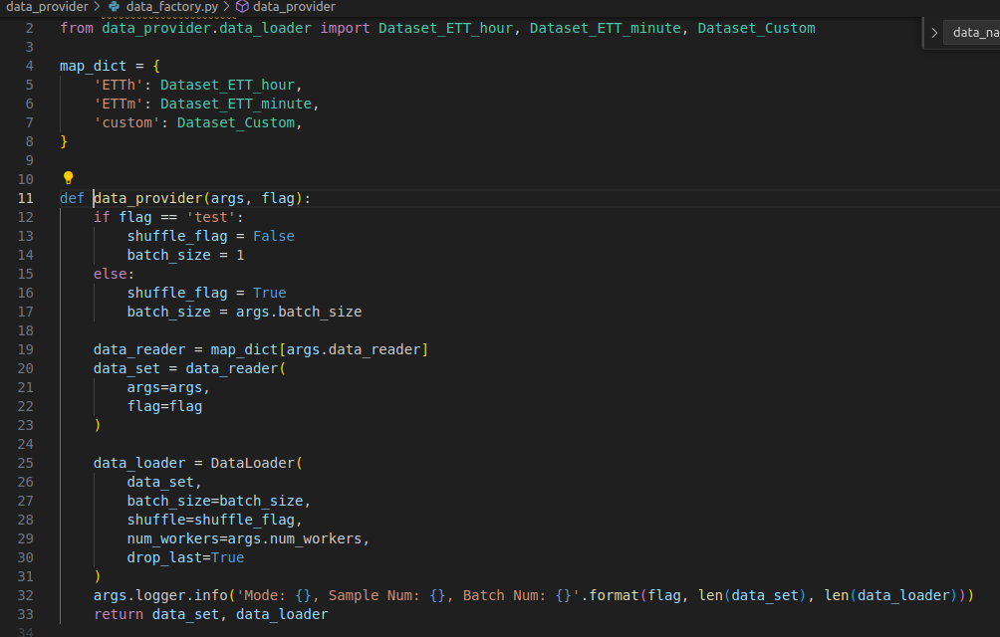 data_provider > data_factory.py > data_provider
data_na
2 from data_provider.data_loader import Dataset_ETT_hour, Dataset_ETT_minute, Dataset_Custom
3
4 map_dict = {
5     'ETTh': Dataset_ETT_hour,
6     'ETTm': Dataset_ETT_minute,
7     'custom': Dataset_Custom,
8 }
9
10
11 def data_provider(args, flag):
12     if flag == 'test':
13         shuffle_flag = False
14         batch_size = 1
15     else:
16         shuffle_flag = True
17         batch_size = args.batch_size
18
19     data_reader = map_dict[args.data_reader]
20     data_set = data_reader(
21         args=args,
22         flag=flag
23     )
24
25     data_loader = DataLoader(
26         data_set,
27         batch_size=batch_size,
28         shuffle=shuffle_flag,
29         num_workers=args.num_workers,
30         drop_last=True
31     )
32     args.logger.info('Mode: {}, Sample Num: {}, Batch Num: {}'.format(flag, len(data_set), len(data_loader)))
33     return data_set, data_loader
34